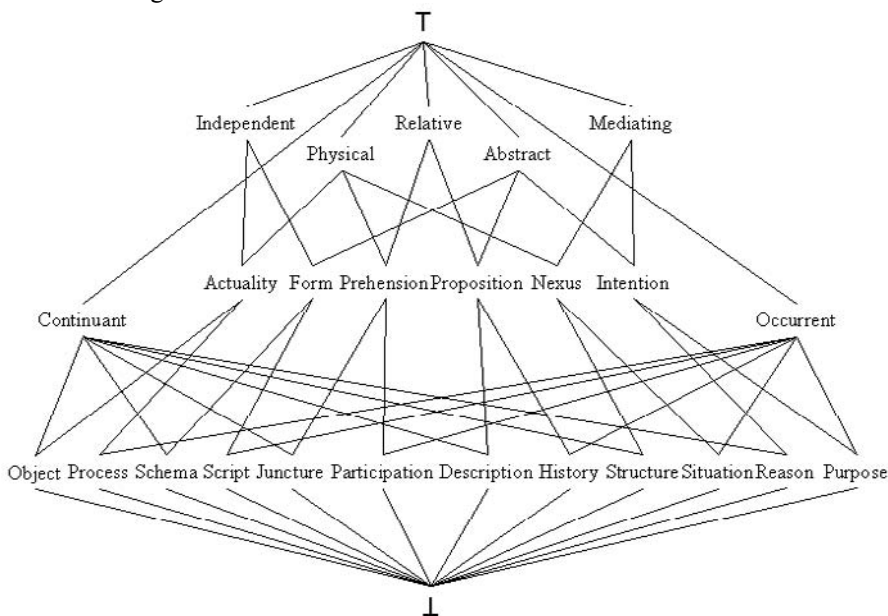 T
Independent Relative Mediating
Physical Abstract
Actuality Form Prehension Proposition Nexus Intention
Continuant Occurrent
Object Process Schema Script Juncture Participation Description History Structure Situation Reason Purpose
⊥